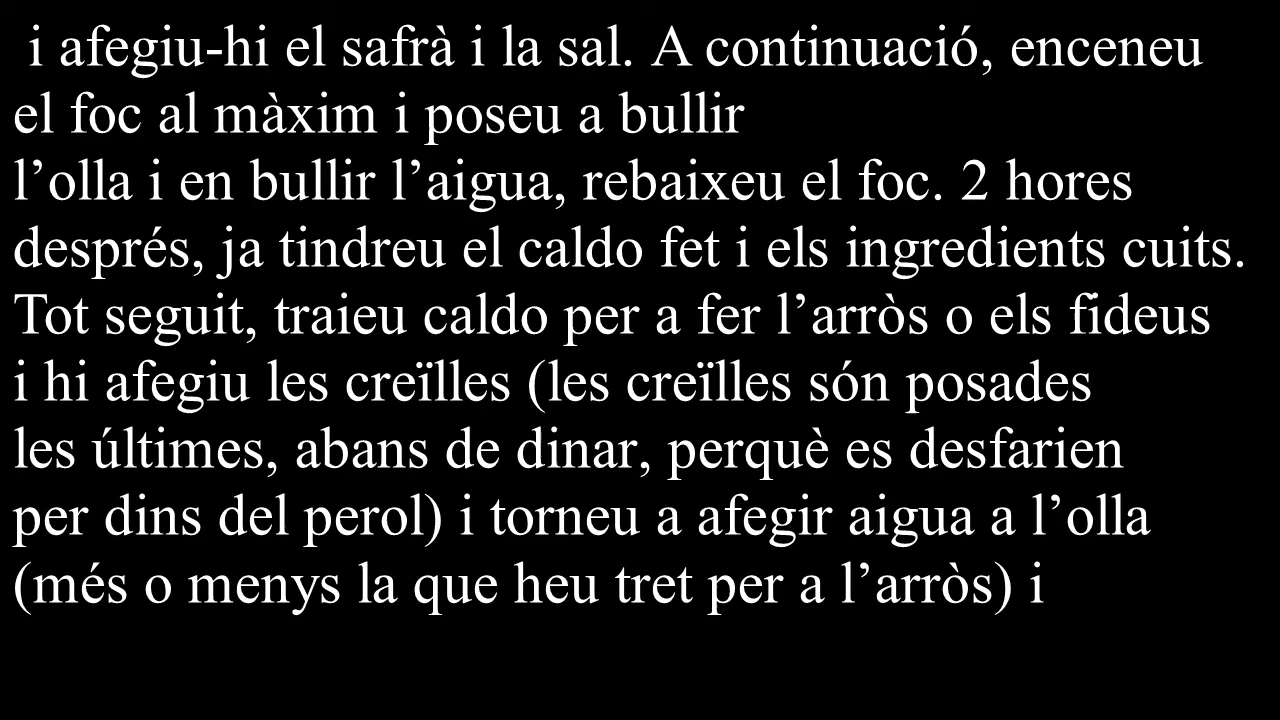 i afegiu-hi el safrà i la sal. A continuació, enceneu
el foc al màxim i poseu a bullir
l’olla i en bullir l’aigua, rebaixeu el foc. 2 hores
després, ja tindreu el caldo fet i els ingredients cuits.
Tot seguit, traieu caldo per a fer l’arròs o els fideus
i hi afegiu les creïlles (les creïlles són posades
les últimes, abans de dinar, perquè es desfarien
per dins del perol) i torneu a afegir aigua a l’olla
(més o menys la que heu tret per a l’arròs) i